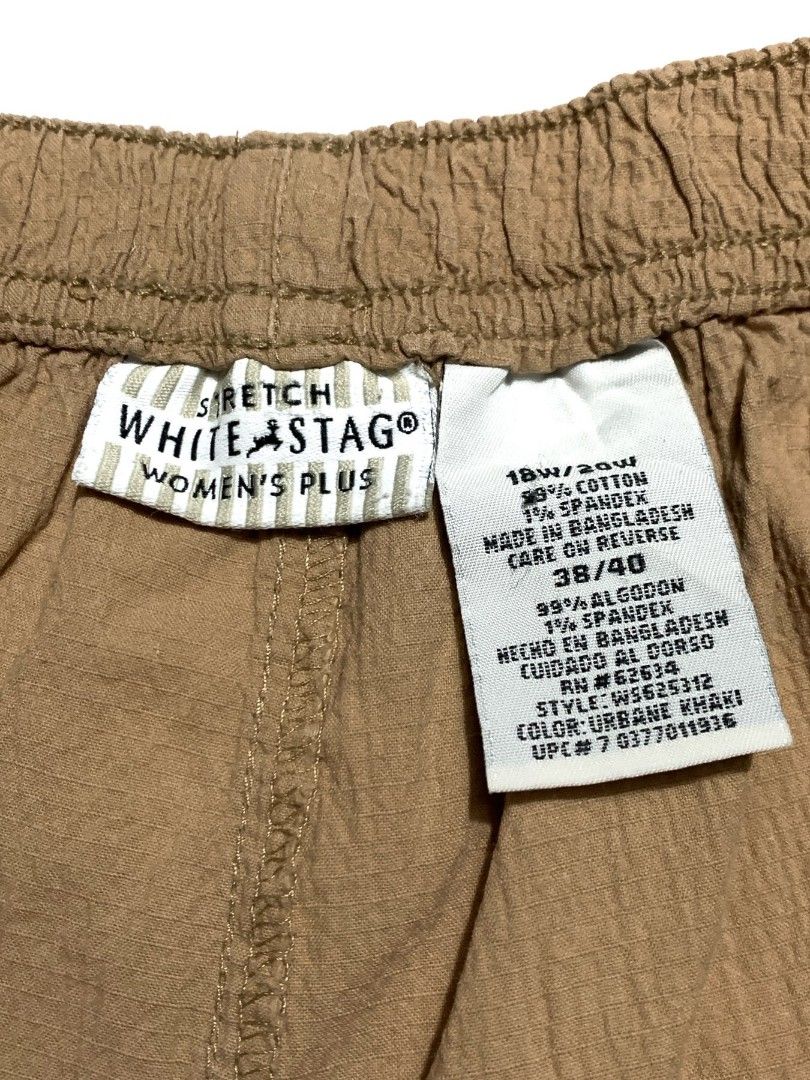 STRETCH
WHITE STAG®
WOMEN'S PLUS
18W/20W
99% COTTON
1% SPANDEX
MADE IN BANGLADESH
CARE ON REVERSE
38/40
99% ALGODON
1% SPANDEX
HECHO EN BANGLADESH
CUIDADO AL DORSO
RN #62634
STYLE: WS625312
COLOR: URBANE KHAKI
UPC# 7 0377011936